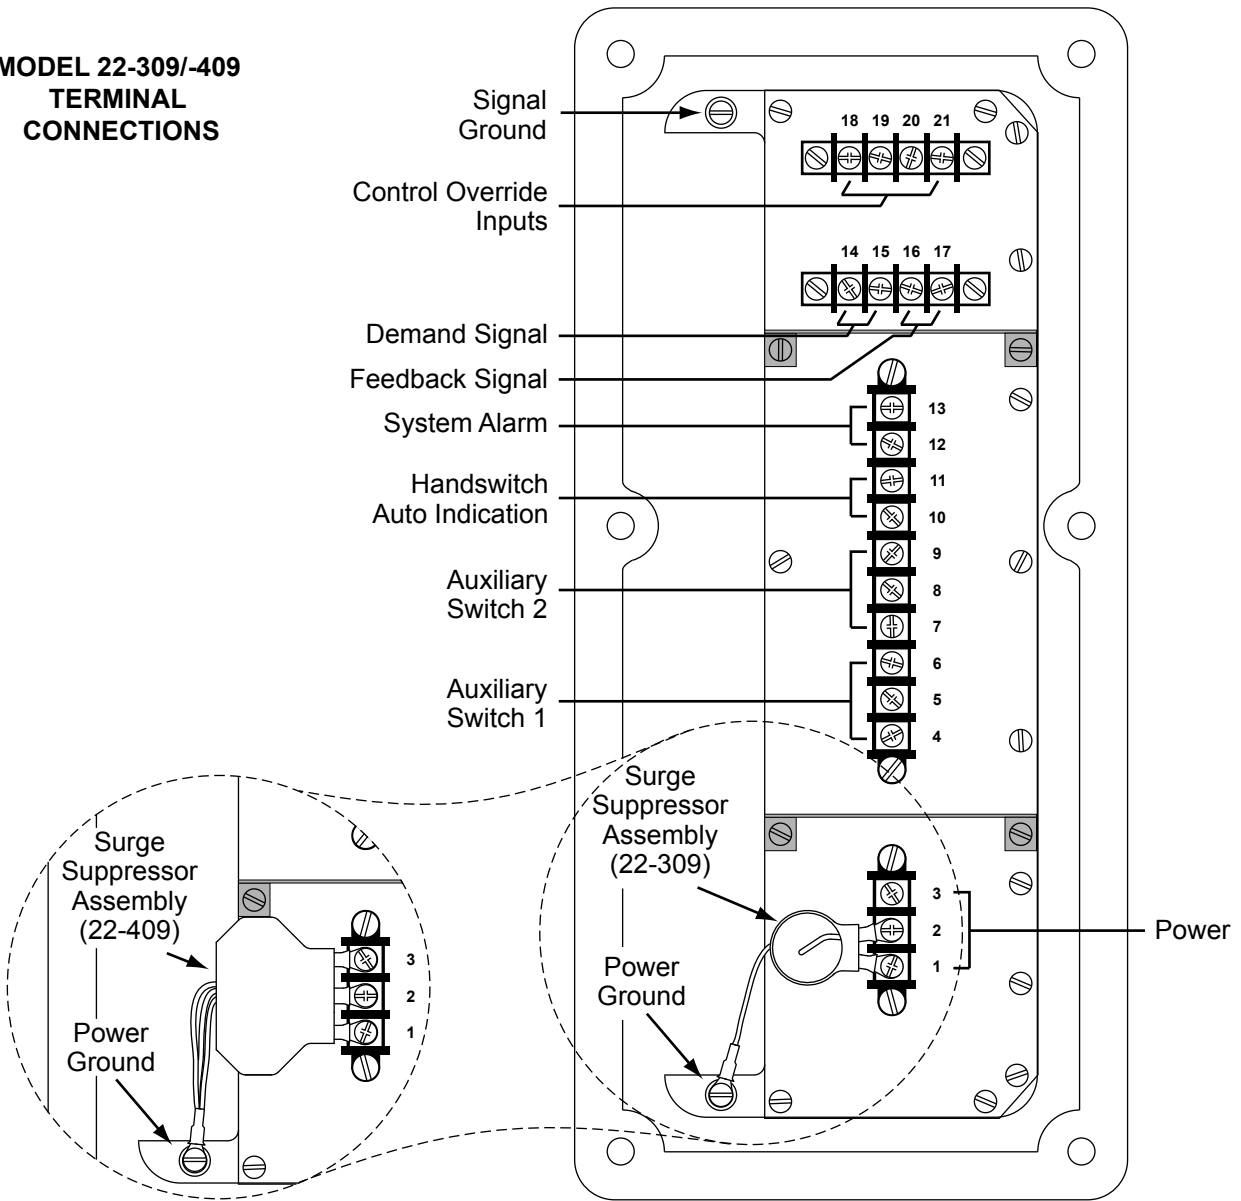 MODEL 22-309/-409
TERMINAL
CONNECTIONS
Signal
Ground
18 19 20 21
Control Override
Inputs
14 15 16 17
Demand Signal
Feedback Signal
System Alarm
13
12
Handswitch
Auto Indication
11
10
Auxiliary
Switch 2
9
8
7
Auxiliary
Switch 1
6
5
4
Surge
Suppressor
Assembly
(22-309)
3
2
1
Power
Power
Ground
Surge
Suppressor
Assembly
(22-409)
3
2
1
Power
Ground